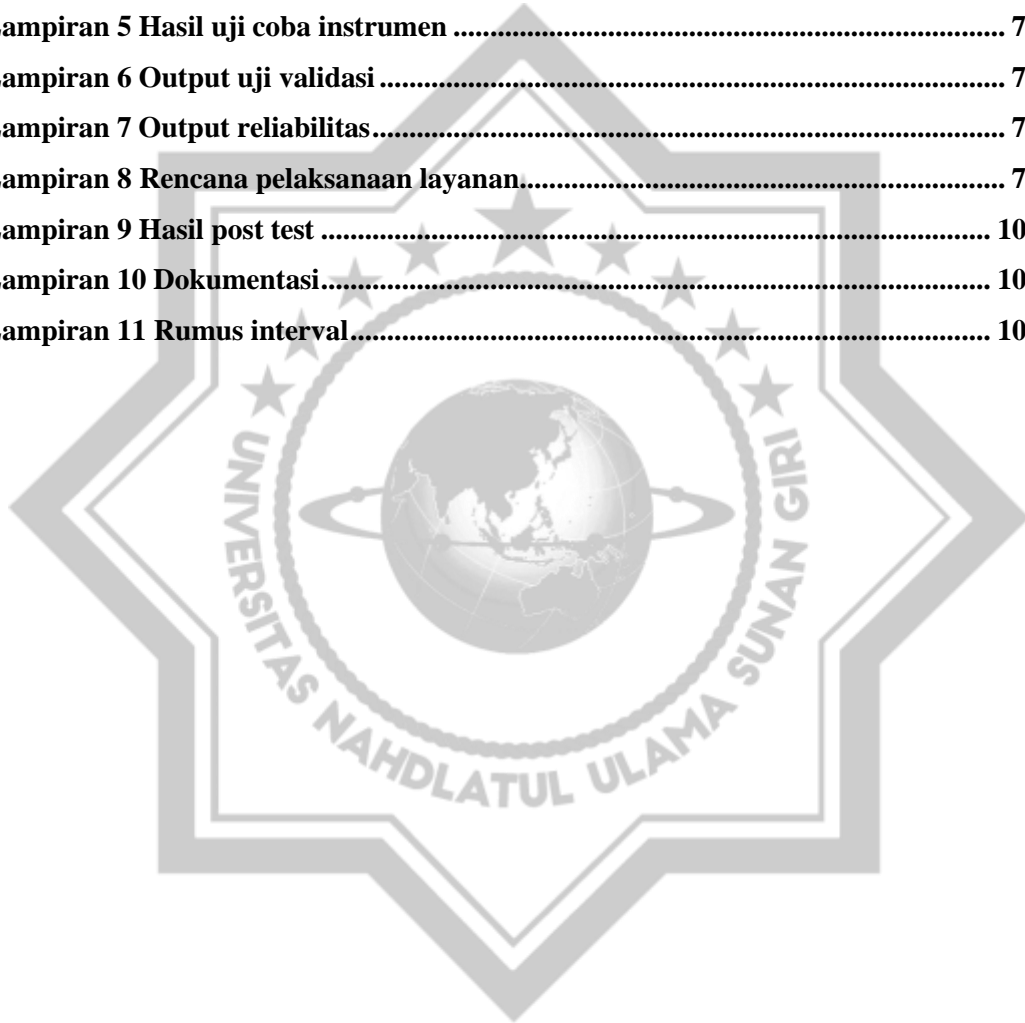 ampiran 5 Hasil uji coba instrumen ........ 7
ampiran 6 Output uji validasi ........ 7
ampiran 7 Output reliabilitas ........ 7
ampiran 8 Rencana pelaksanaan layanan ........ 7
ampiran 9 Hasil post test ........ 10
ampiran 10 Dokumentasi ........ 10
ampiran 11 Rumus interval ........ 10
UNIVERSITAS NAHDLATUL ULAMA SUNAN GIRI